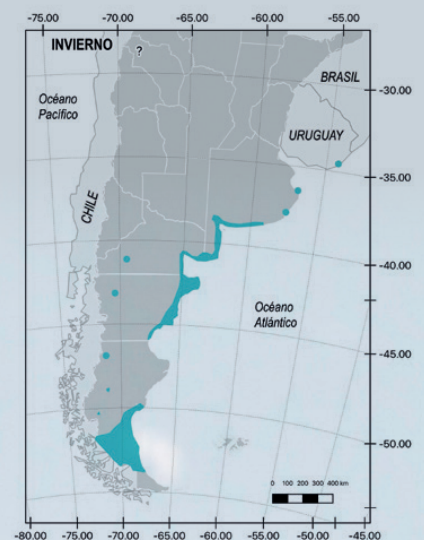 -75.00 -70.00 -65.00 -60.00 -55.00
INVIERNO
?
BRASIL
-30.00
Océano
Pacífico
URUGUAY
-35.00
CHILE
-40.00
Océano
Atlántico
-45.00
-50.00
0 100 200 300 400 km
-80.00 -75.00 -70.00 -65.00 -60.00 -55.00 -50.00 -45.00